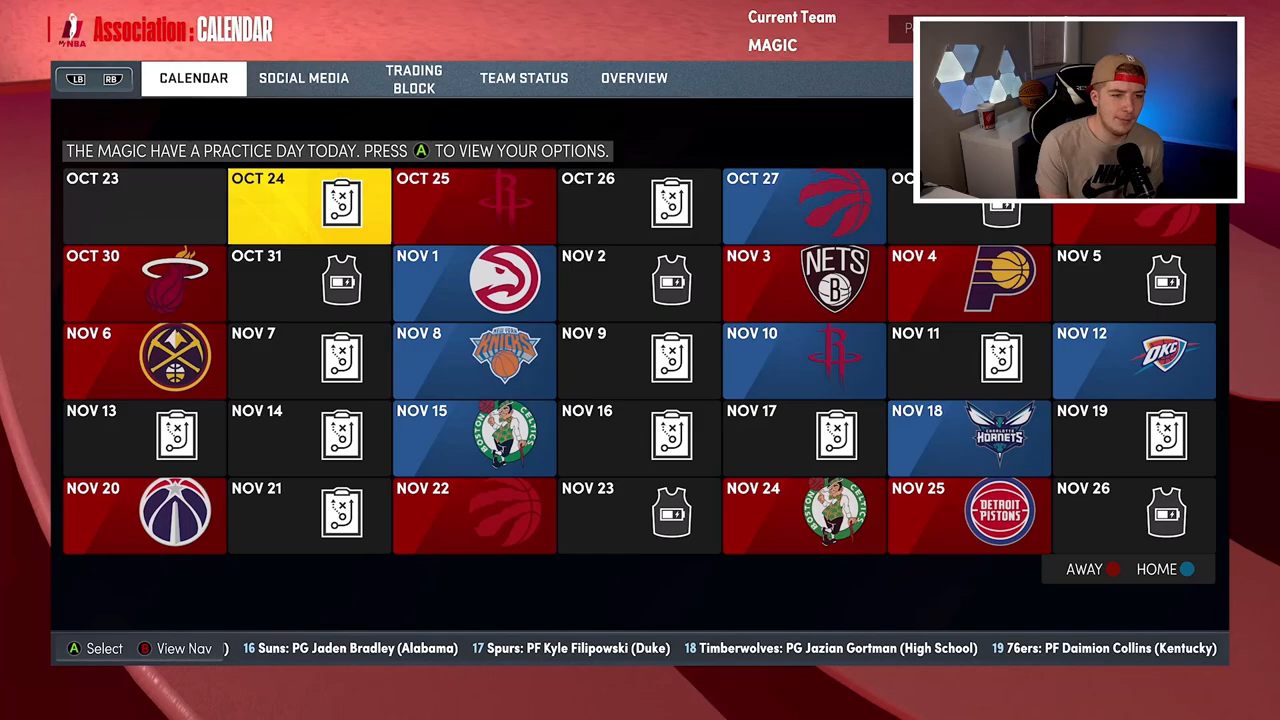 Association: CALENDAR
MyNBA
Current Team
MAGIC
LB RB
CALENDAR
SOCIAL MEDIA
TRADING
BLOCK
TEAM STATUS
OVERVIEW
THE MAGIC HAVE A PRACTICE DAY TODAY. PRESS A TO VIEW YOUR OPTIONS.
OCT 23 OCT 24 OCT 25 OCT 26 OCT 27
OCT 30 OCT 31 NOV 1 NOV 2 NOV 3 NETS B NOV 4 NOV 5
NOV 6 NOV 7 NOV 8 NEW YORK KNICKS NOV 9 NOV 10 NOV 11 NOV 12 OKC
NOV 13 NOV 14 NOV 15 BOSTON CELTICS NOV 16 NOV 17 NOV 18 CHARLOTTE HORNETS NOV 19
NOV 20 NOV 21 NOV 22 NOV 23 NOV 24 BOSTON CELTICS NOV 25 DETROIT PISTONS NOV 26
AWAY HOME
A Select B View Nav ) 16 Suns: PG Jaden Bradley (Alabama) 17 Spurs: PF Kyle Filipowski (Duke) 18 Timberwolves: PG Jazian Gortman (High School) 19 76ers: PF Daimion Collins (Kentucky)